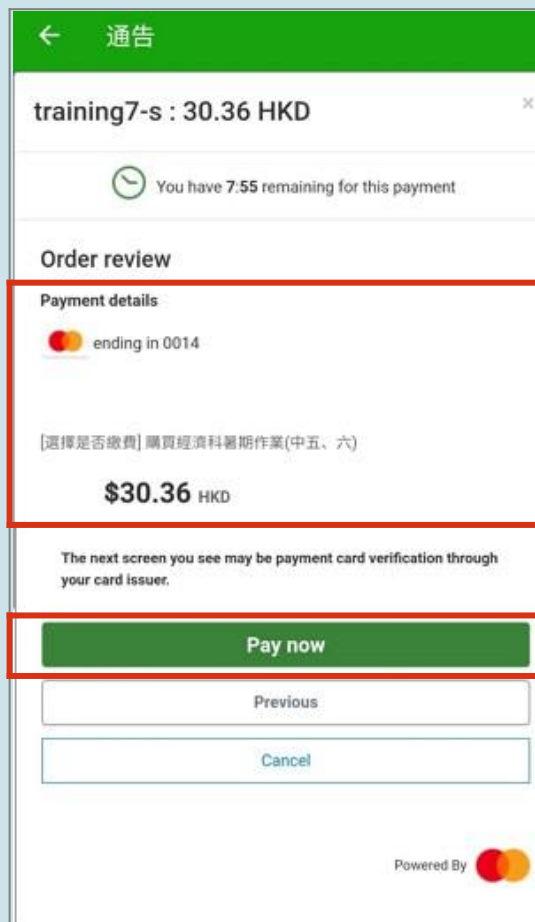 通告
training7-s : 30.36 HKD
×
You have 7:55 remaining for this payment
Order review
Payment details
ending in 0014
[選擇是否繳費] 購買經濟科暑期作業(中五、六)
$30.36 HKD
The next screen you see may be payment card verification through
your card issuer.
Pay now
Previous
Cancel
Powered By